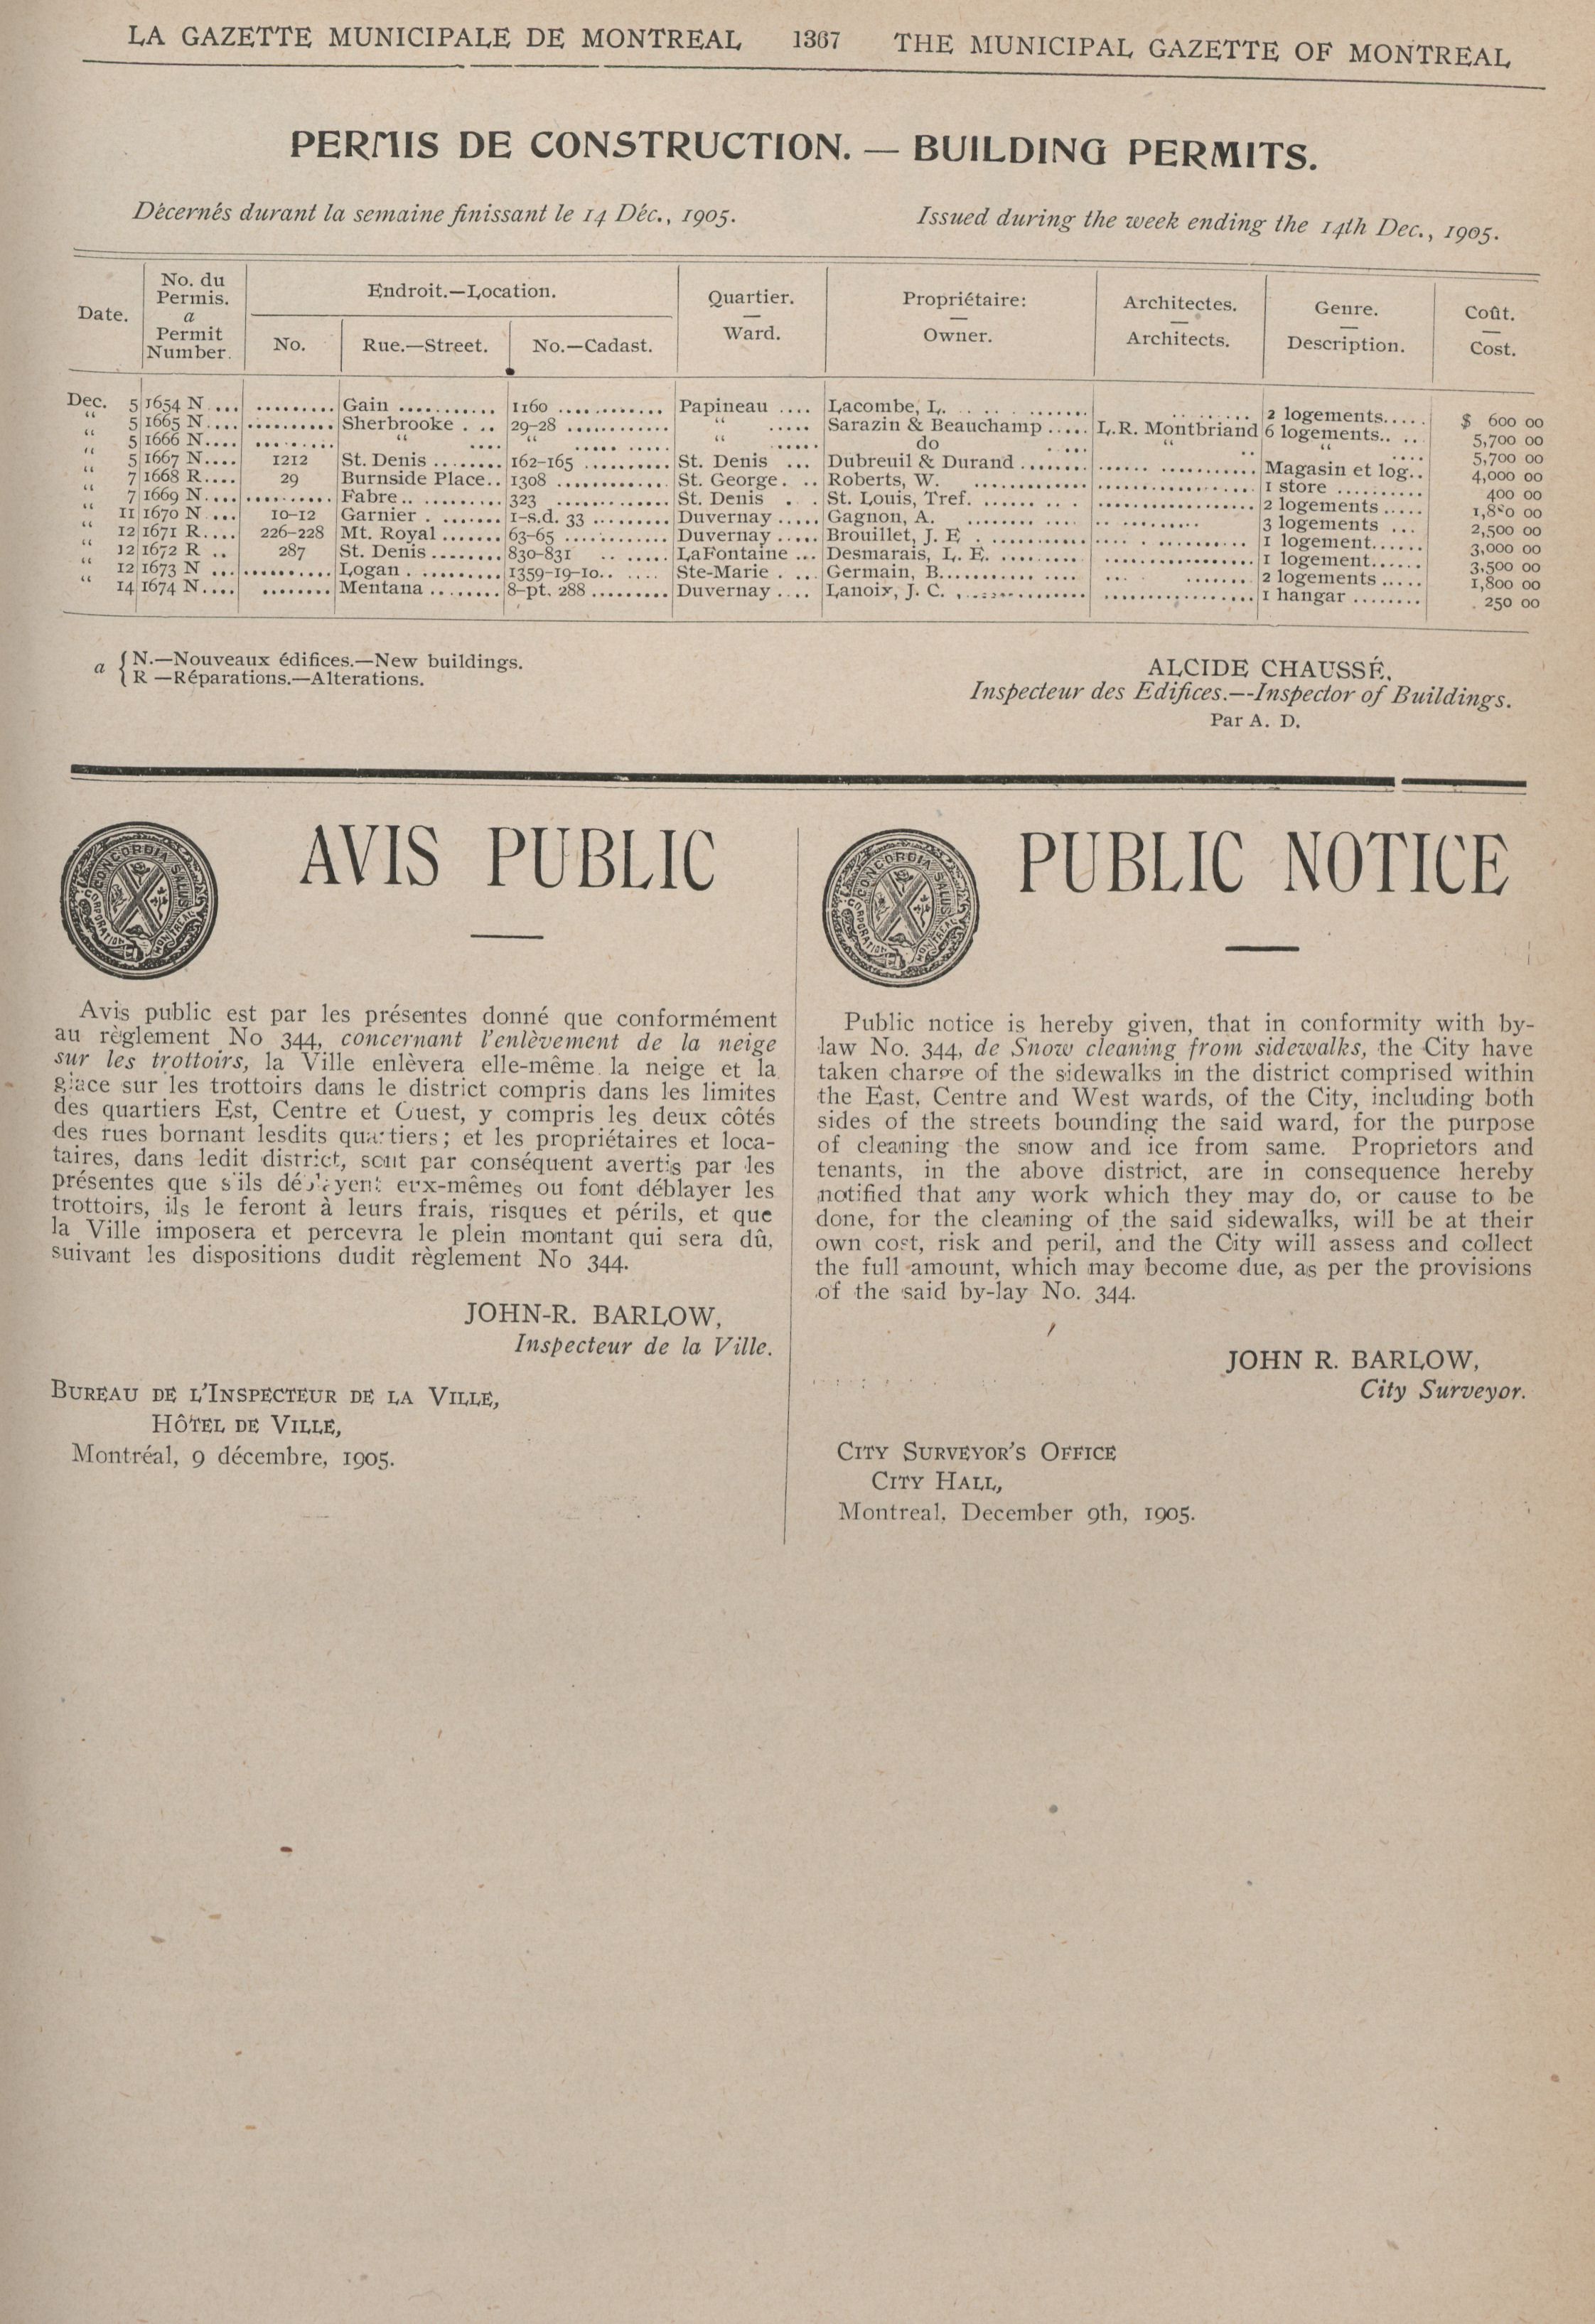 LA GAZETTE MUNICIPALE DE MONTREAL 1367 THE MUNICIPAL GAZETTE OF MONTREAL
PERMIS DE CONSTRUCTION. — BUILDING PERMITS.
Décernés durant la semaine finissant le 14 Déc., 1905. Issued during the week ending the 14th Dec., 1905.
Date. No. du Permis. a Permit Number. Endroit.—Location. No. Rue.—Street. No.—Cadast. Quartier. — Ward. Propriétaire: — Owner. Architectes. — Architects. Genre. — Description. Coût. — Cost.
Dec. 5 1654 N ... ......... Gain ........... 1160 ............ Papineau .... Lacombe, L. ........ 2 logements..... $ 600 00
“ 5 1665 N.... .......... Sherbrooke . .. 29-28 ............ “ ..... Sarazin & Beauchamp ..... L.R. Montbriand 6 logements.. .. 5,700 00
“ 5 1666 N.... ......... “ .... “ ..... “ ..... do .... “ .. “ .... 5,700 00
“ 5 1667 N.... 1212 St. Denis ........ 162-165 .......... St. Denis ... Dubreuil & Durand ........ ...... .......... Magasin et log.. 4,000 00
“ 7 1668 R.... 29 Burnside Place.. 1308 ............ St. George. .. Roberts, W. ............. .................. 1 store .......... 400 00
“ 7 1669 N.... .......... Fabre.. .......... 323 ............ St. Denis . . St. Louis, Tref. ...... .. . .................. 2 logements ..... 00
“ 11 1670 N ... 10-12 Garnier . ....... 1-s.d. 33 ......... Duvernay ..... Gagnon, A. ........ .... .. ........ 3 logements ... 2,500 00
“ 12 1671 R.... 226-228 Mt. Royal ....... 63-65 ............ Duvernay ..... Brouillet, J. E . ........... .... . .......... 1 logement...... 3,000 00
“ 12 1672 R .. 287 St. Denis ........ 830-831 .. ..... LaFontaine ... Desmarais, L. E. .......... ................ 1 logement...... 3,500 00
“ 12 1673 N ... .......... Logan . ......... 1359-19-10.. .... Ste-Marie . ... Germain, B........... .... ... ....... 2 logements ..... 1,800 00
“ 14 1674 N.... ........ Mentana ........ 8-pt. 288 ......... Duvernay .... Lanoix, J. C. ............... ................ 1 hangar ........ 250 00
a { N.—Nouveaux édifices.—New buildings.
R —Réparations.—Alterations.
ALCIDE CHAUSSÉ,
Inspecteur des Edifices.—-Inspector of Buildings.
Par A. D.
AVIS PUBLIC
CONCORDIA SALUS
CORPORATION MONTREAL
Avis public est par les présentes donné que conformément
au règlement No 344, concernant l'enlèvement de la neige
sur les trottoirs, la Ville enlèvera elle-même la neige et la
glace sur les trottoirs dans le district compris dans les limites
des quartiers Est, Centre et Ouest, y compris les deux côtés
des rues bornant lesdits quartiers; et les propriétaires et loca-
taires, dans ledit district, sont par conséquent avertis par les
présentes que s'ils déblayent eux-mêmes ou font déblayer les
trottoirs, ils le feront à leurs frais, risques et périls, et que
la Ville imposera et percevra le plein montant qui sera dû,
suivant les dispositions dudit règlement No 344.
JOHN-R. BARLOW,
Inspecteur de la Ville.
BUREAU DE L'INSPECTEUR DE LA VILLE,
HÔTEL DE VILLE,
Montréal, 9 décembre, 1905.
PUBLIC NOTICE
CONCORDIA SALUS
CORPORATION MONTREAL
Public notice is hereby given, that in conformity with by-
law No. 344, de Snow cleaning from sidewalks, the City have
taken charge of the sidewalks in the district comprised within
the East, Centre and West wards, of the City, including both
sides of the streets bounding the said ward, for the purpose
of cleaning the snow and ice from same. Proprietors and
tenants, in the above district, are in consequence hereby
notified that any work which they may do, or cause to be
done, for the cleaning of the said sidewalks, will be at their
own cost, risk and peril, and the City will assess and collect
the full amount, which may become due, as per the provisions
of the said by-lay No. 344.
JOHN R. BARLOW,
City Surveyor.
CITY SURVEYOR'S OFFICE
CITY HALL,
Montreal, December 9th, 1905.